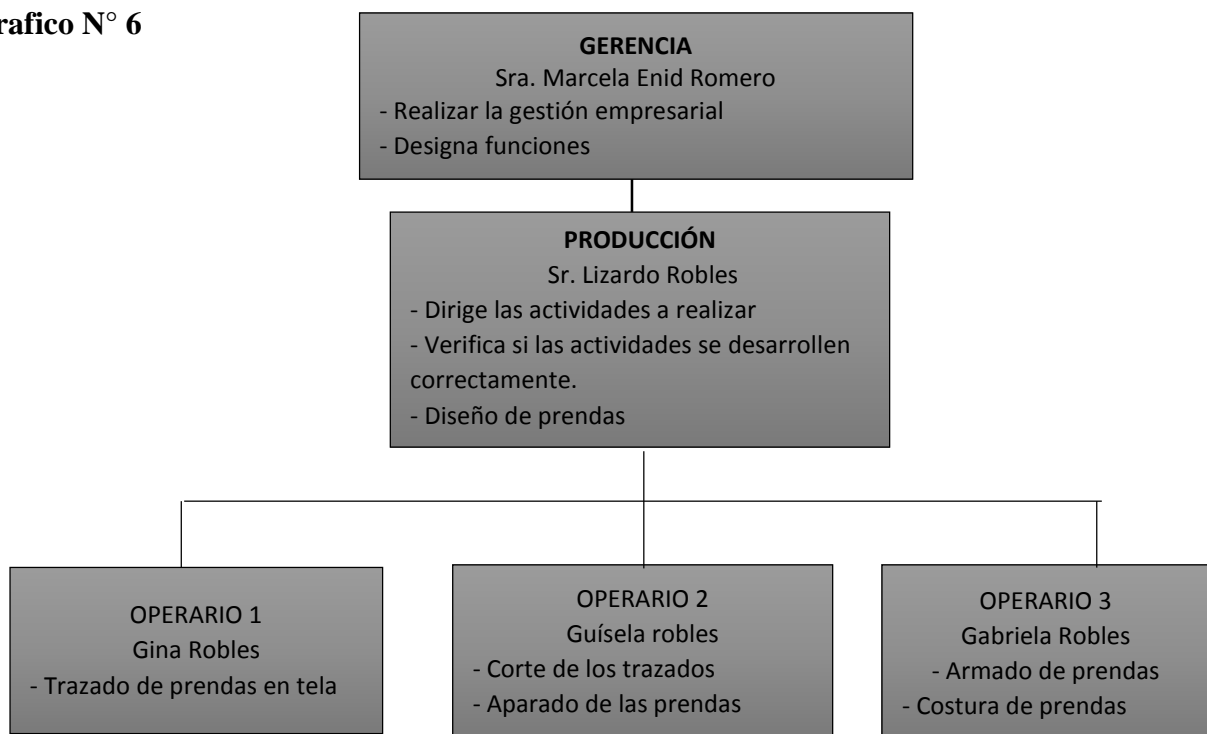 rafico N° 6
GERENCIA
Sra. Marcela Enid Romero
- Realizar la gestión empresarial
- Designa funciones
PRODUCCIÓN
Sr. Lizardo Robles
- Dirige las actividades a realizar
- Verifica si las actividades se desarrollen
correctamente.
- Diseño de prendas
OPERARIO 1
Gina Robles
- Trazado de prendas en tela
OPERARIO 2
Guísela robles
- Corte de los trazados
- Aparado de las prendas
OPERARIO 3
Gabriela Robles
- Armado de prendas
- Costura de prendas